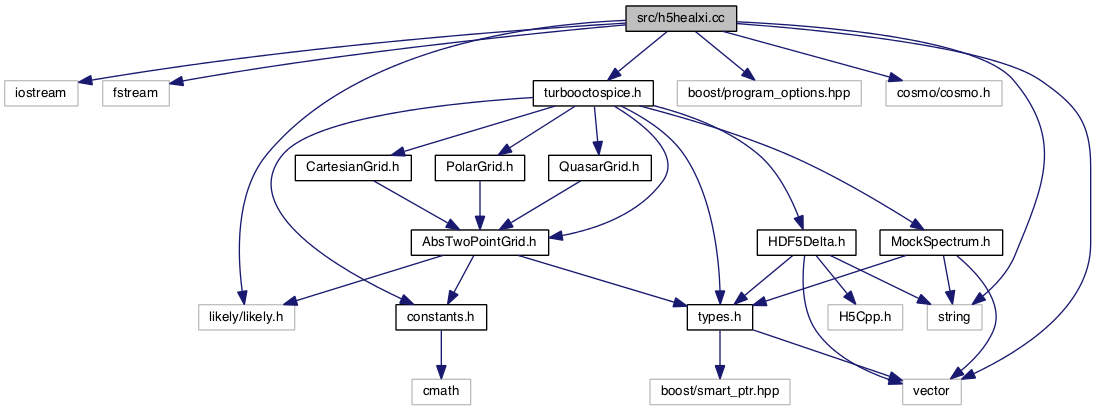 src/h5healxi.cc
iostream
fstream
turbooctospice.h
boost/program_options.hpp
cosmo/cosmo.h
CartesianGrid.h
PolarGrid.h
QuasarGrid.h
AbsTwoPointGrid.h
HDF5Delta.h
MockSpectrum.h
likely/likely.h
constants.h
types.h
H5Cpp.h
string
cmath
boost/smart_ptr.hpp
vector